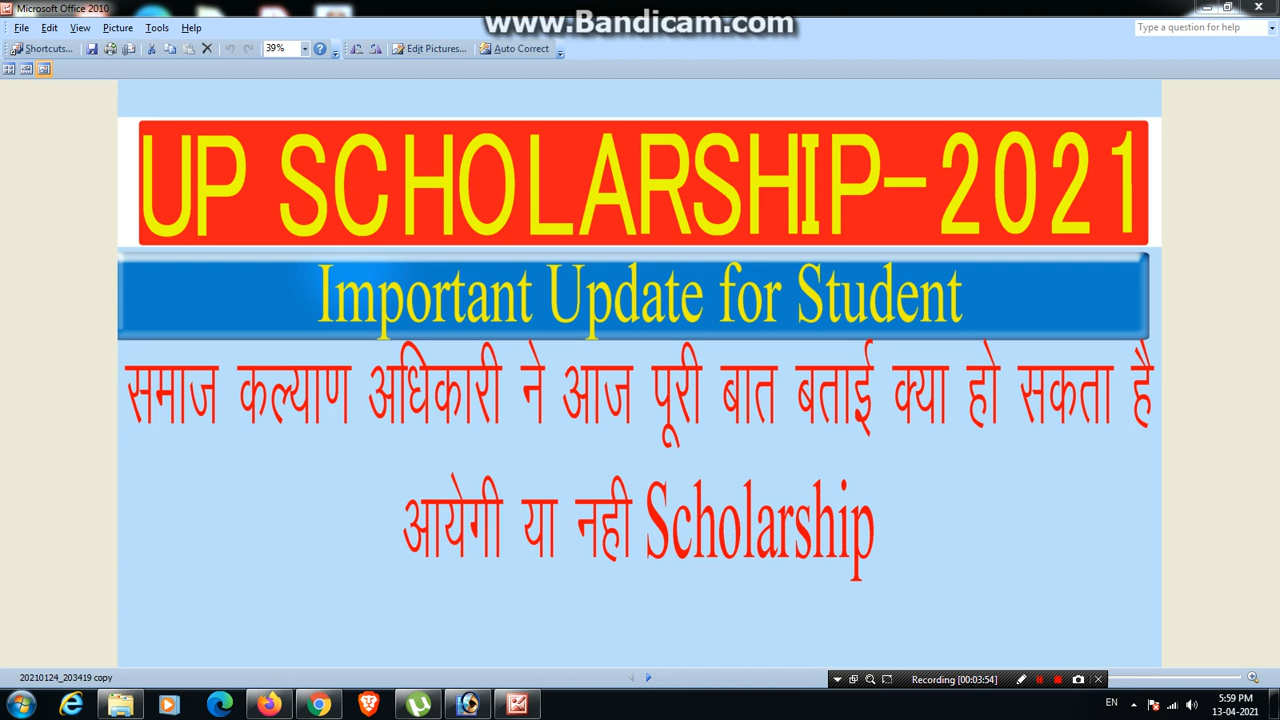 Microsoft Office 2010
www.Bandicam.com
File Edit View Picture Tools Help
Type a question for help
Shortcuts... 39% Edit Pictures... Auto Correct
UP SCHOLARSHIP-2021
Important Update for Student
समाज कल्याण अधिकारी ने आज पूरी बात बताई क्या हो सकता है
आयेगी या नही Scholarship
20210124_203419 copy
Recording [00:03:54]
EN
5:59 PM
13-04-2021